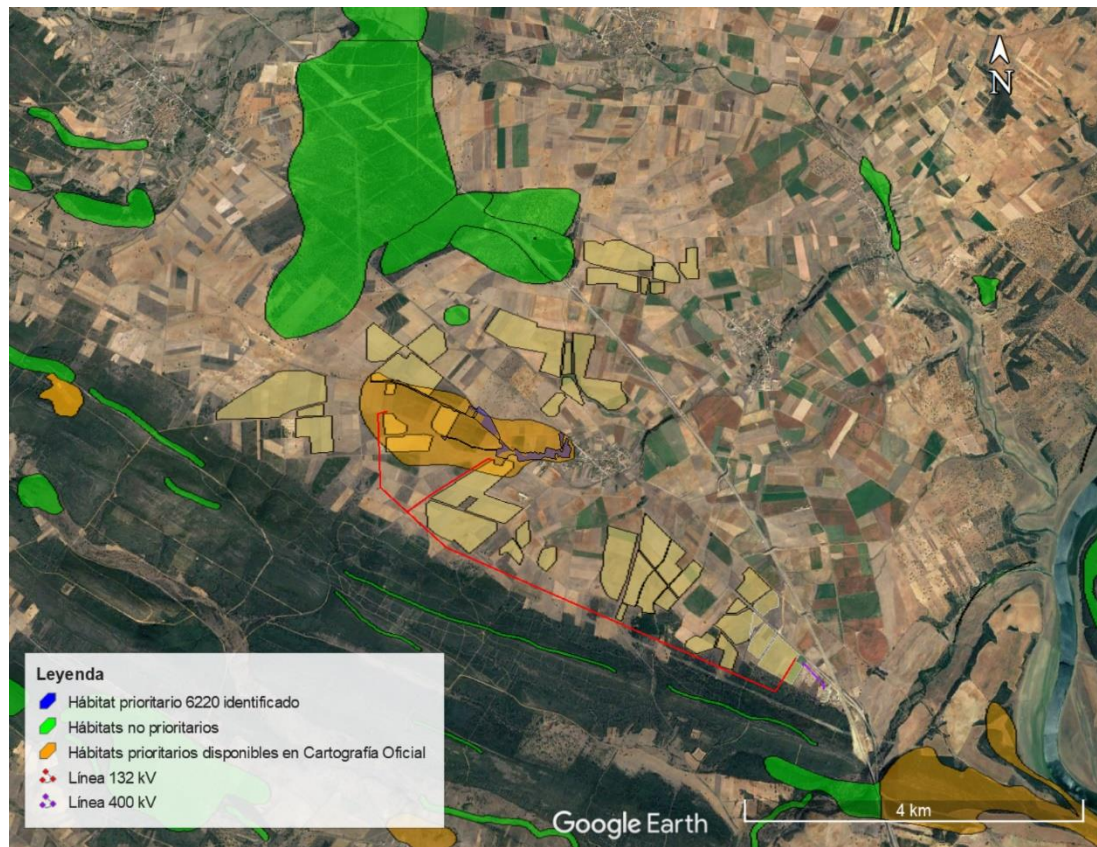 N
Leyenda
Hábitat prioritario 6220 identificado
Hábitats no prioritarios
Hábitats prioritarios disponibles en Cartografía Oficial
Línea 132 kV
Línea 400 kV
Google Earth
4 km